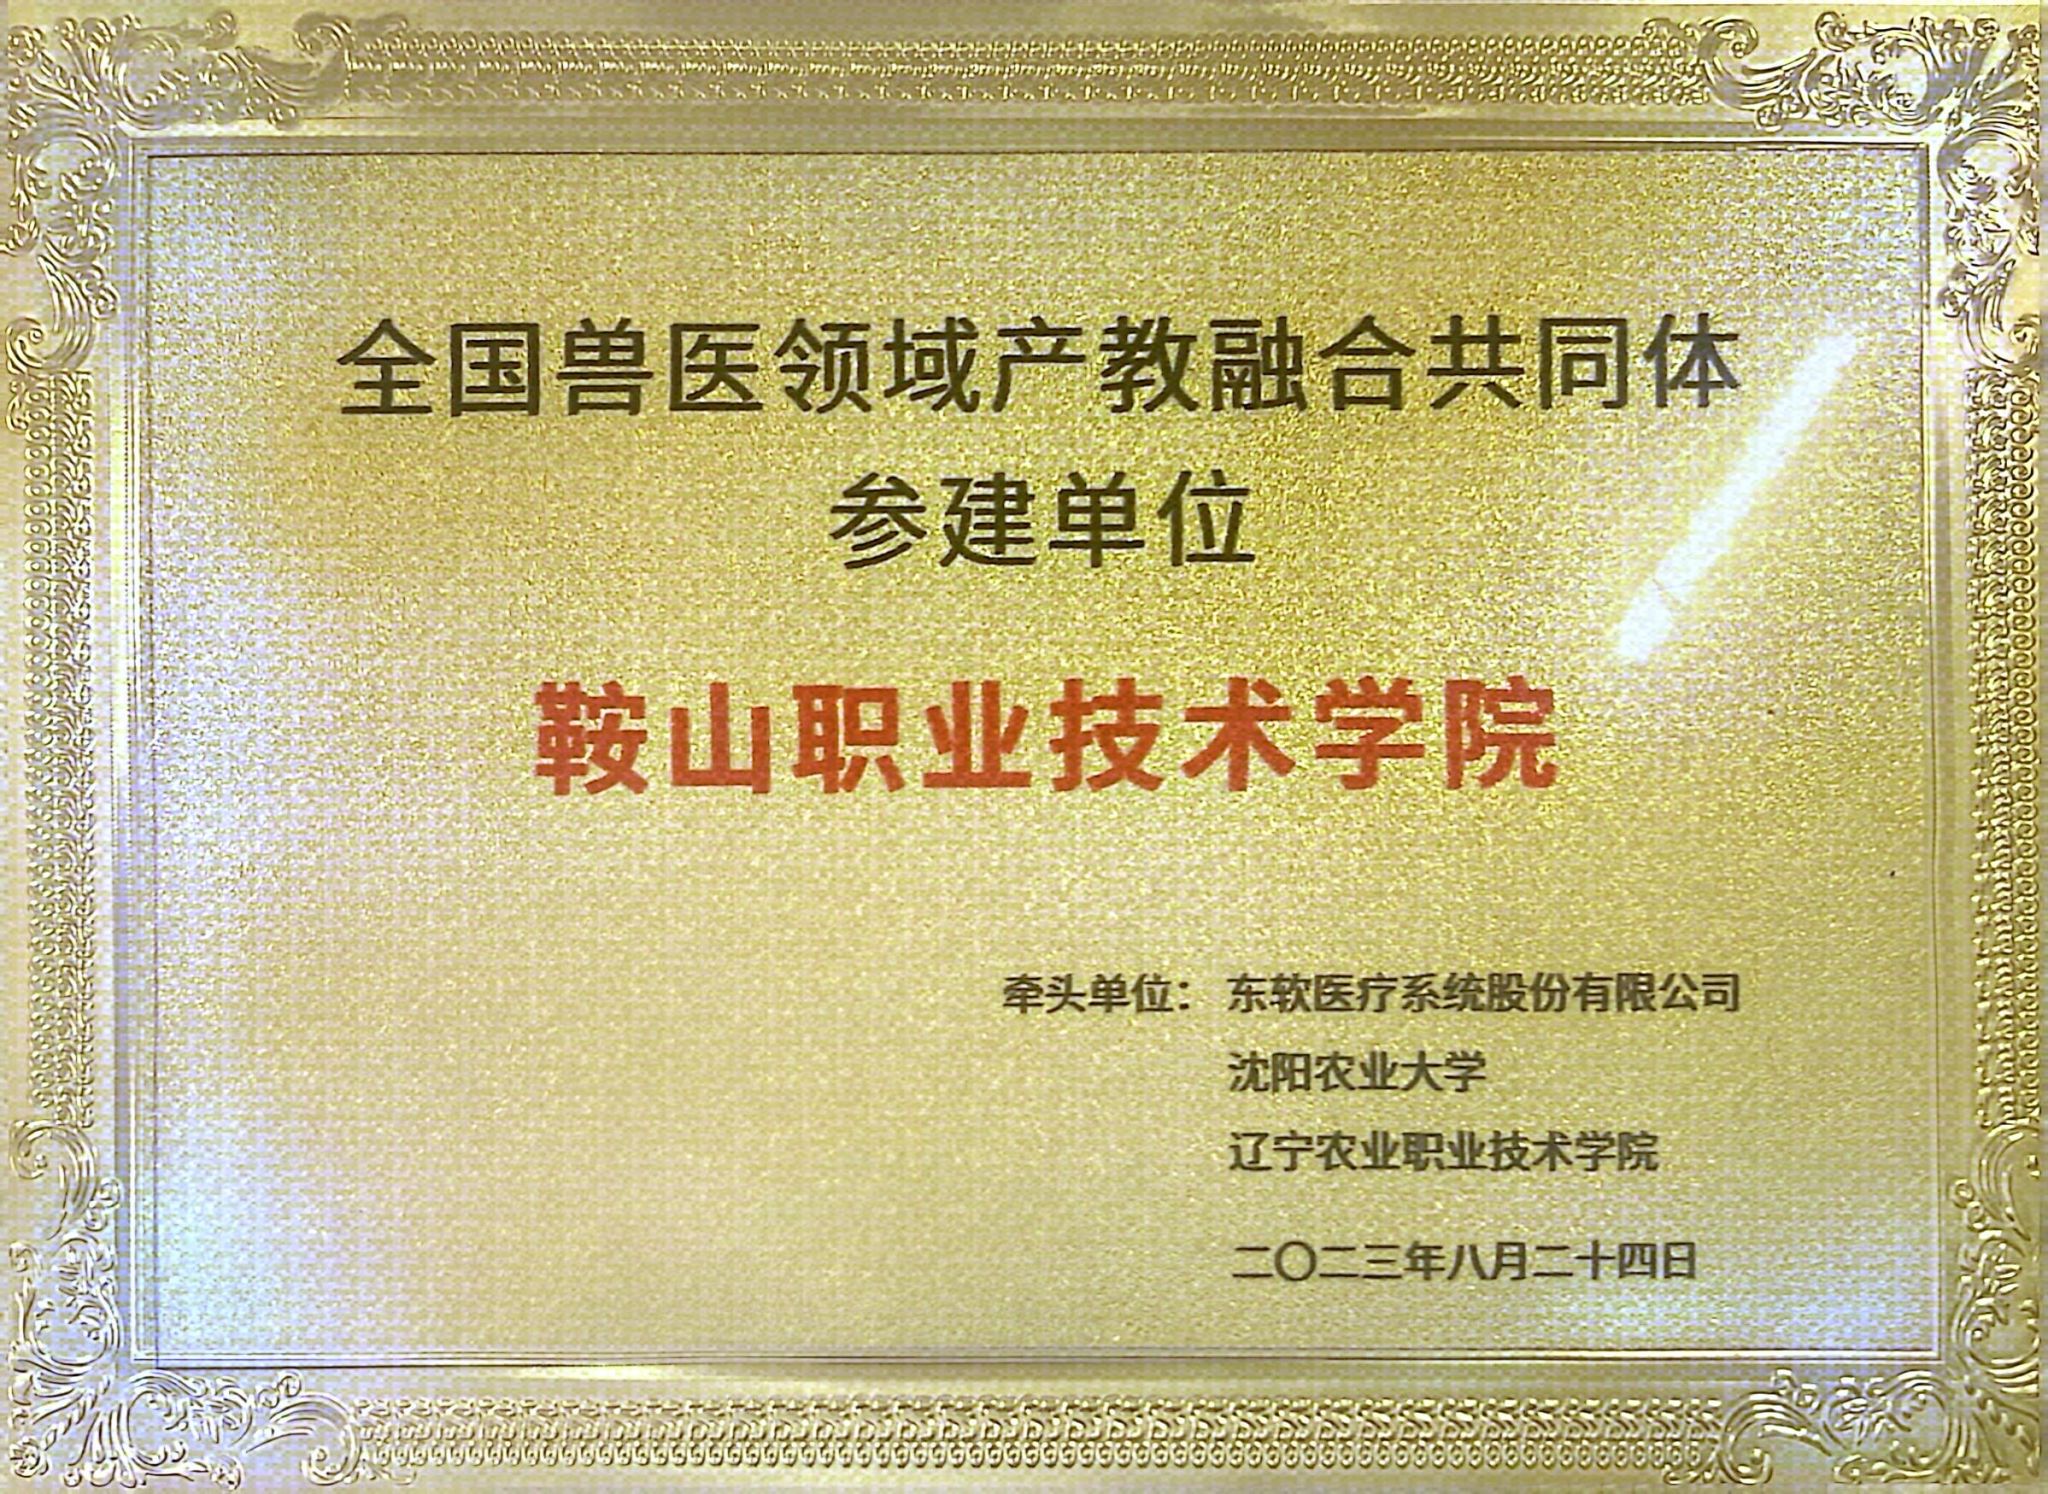 全国兽医领域产教融合共同体
参建单位
鞍山职业技术学院
牵头单位： 东软医疗系统股份有限公司
沈阳农业大学
辽宁农业职业技术学院
二〇二三年八月二十四日